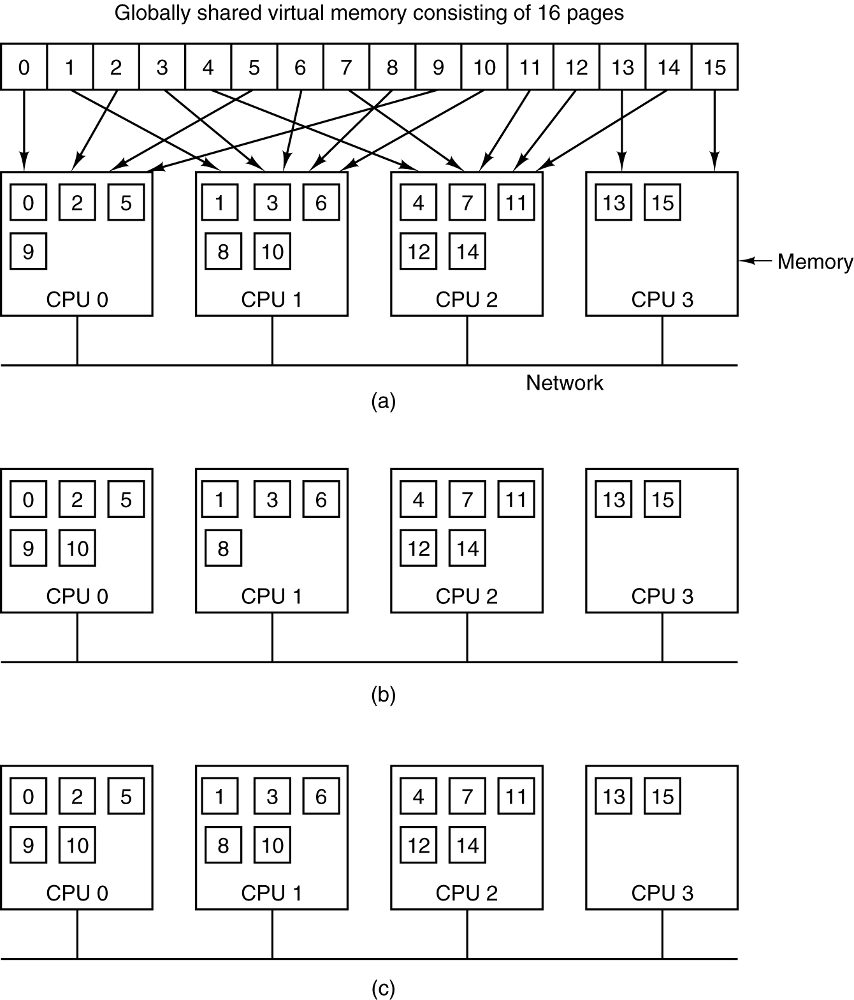 Globally shared virtual memory consisting of 16 pages
0 1 2 3 4 5 6 7 8 9 10 11 12 13 14 15
0 2 5 1 3 6 4 7 11 13 15
9 8 10 12 14
Memory
CPU 0 CPU 1 CPU 2 CPU 3
Network
(a)
0 2 5 1 3 6 4 7 11 13 15
9 10 8 12 14
CPU 0 CPU 1 CPU 2 CPU 3
(b)
0 2 5 1 3 6 4 7 11 13 15
9 10 8 10 12 14
CPU 0 CPU 1 CPU 2 CPU 3
(c)